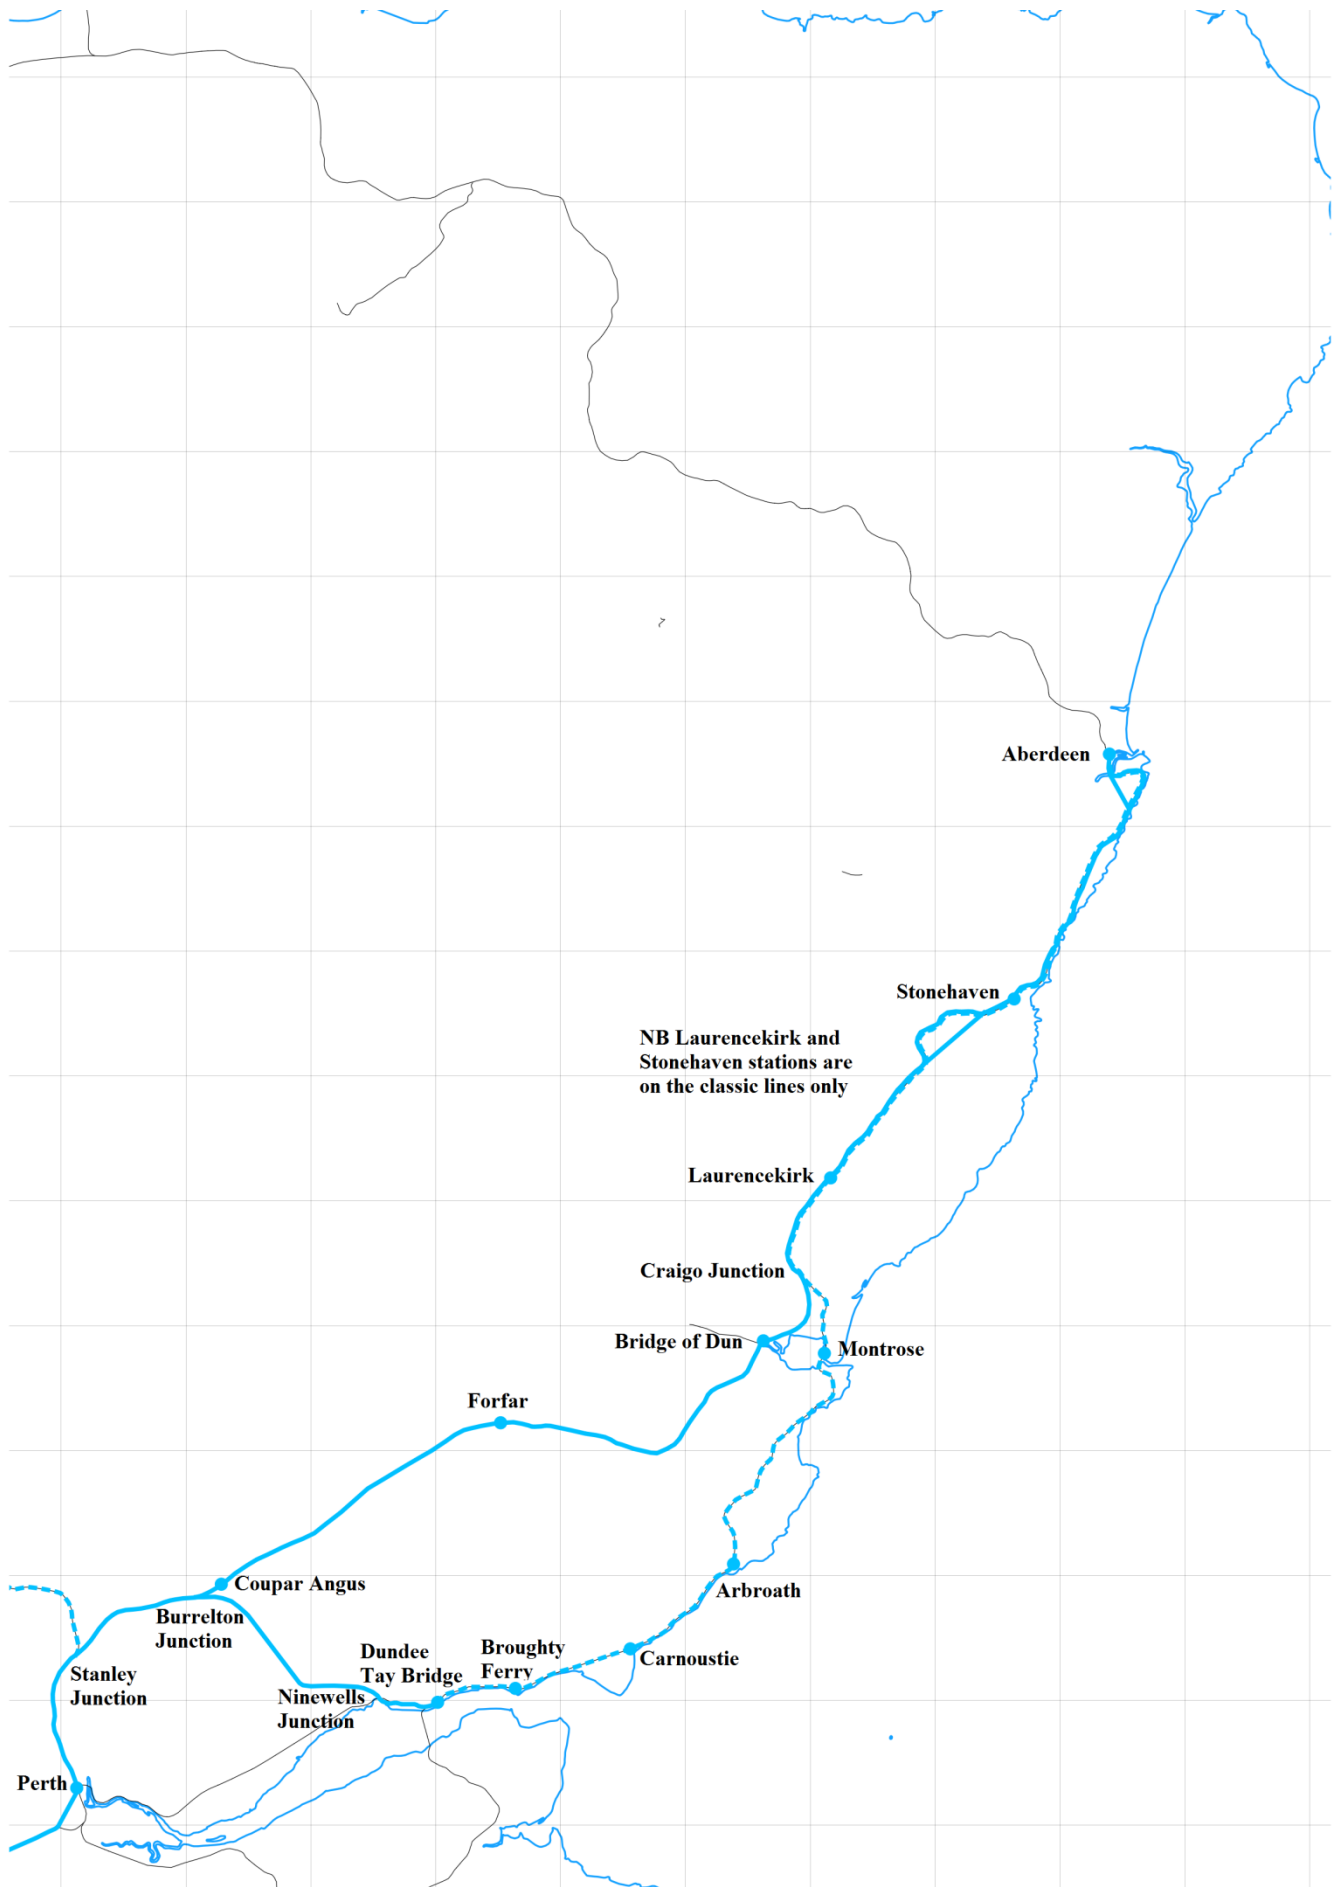 Aberdeen
Stonehaven
NB Laurencekirk and
Stonehaven stations are
on the classic lines only
Laurencekirk
Craigo Junction
Bridge of Dun
Montrose
Forfar
Coupar Angus
Arbroath
Burrelton
Junction
Dundee
Tay Bridge
Broughty
Ferry
Carnoustie
Stanley
Junction
Ninewells
Junction
Perth